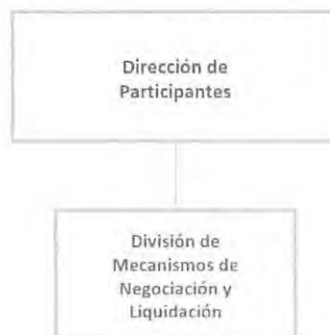 Dirección de
Participantes
División de
Mecanismos de
Negociación y
Liquidación